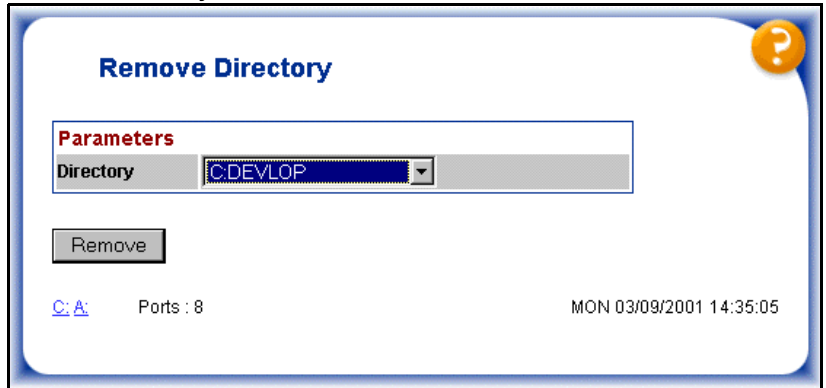 Remove Directory
Parameters
Directory C:DEVLOP
Remove
C: A: Ports : 8 MON 03/09/2001 14:35:05